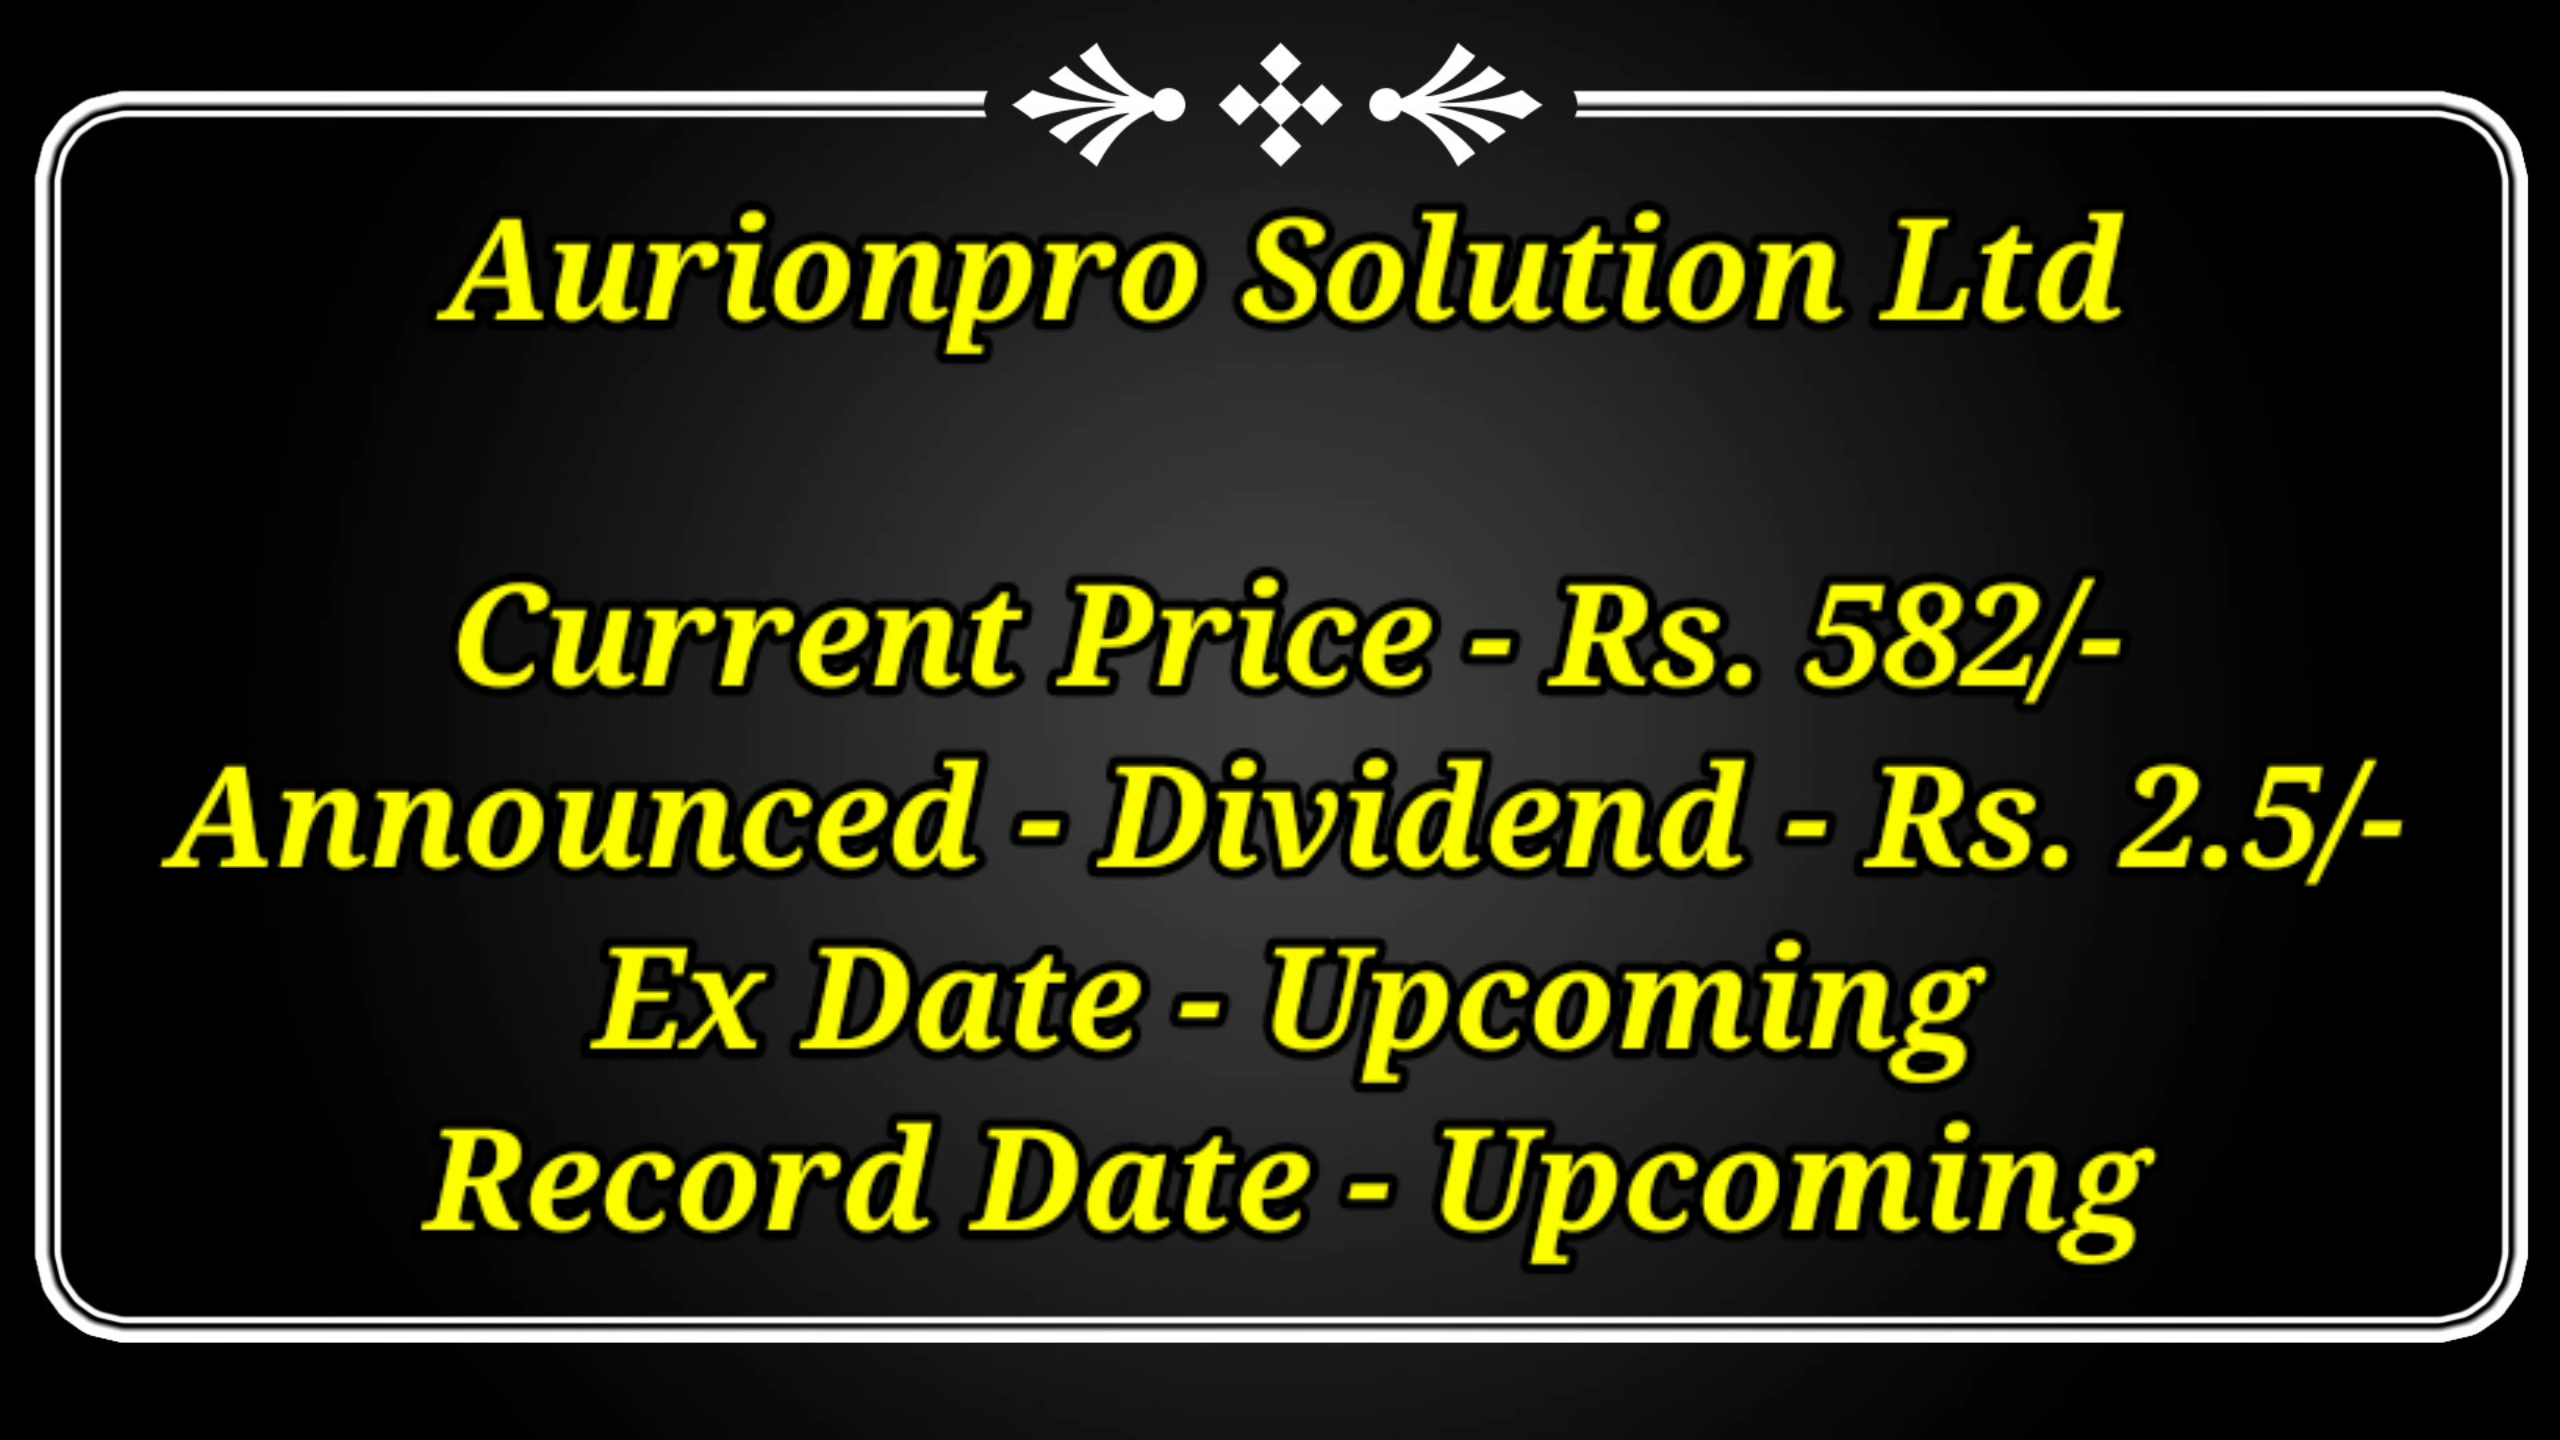 Aurionpro Solution Ltd
Current Price - Rs. 582/-
Announced - Dividend - Rs. 2.5/-
Ex Date - Upcoming
Record Date - Upcoming